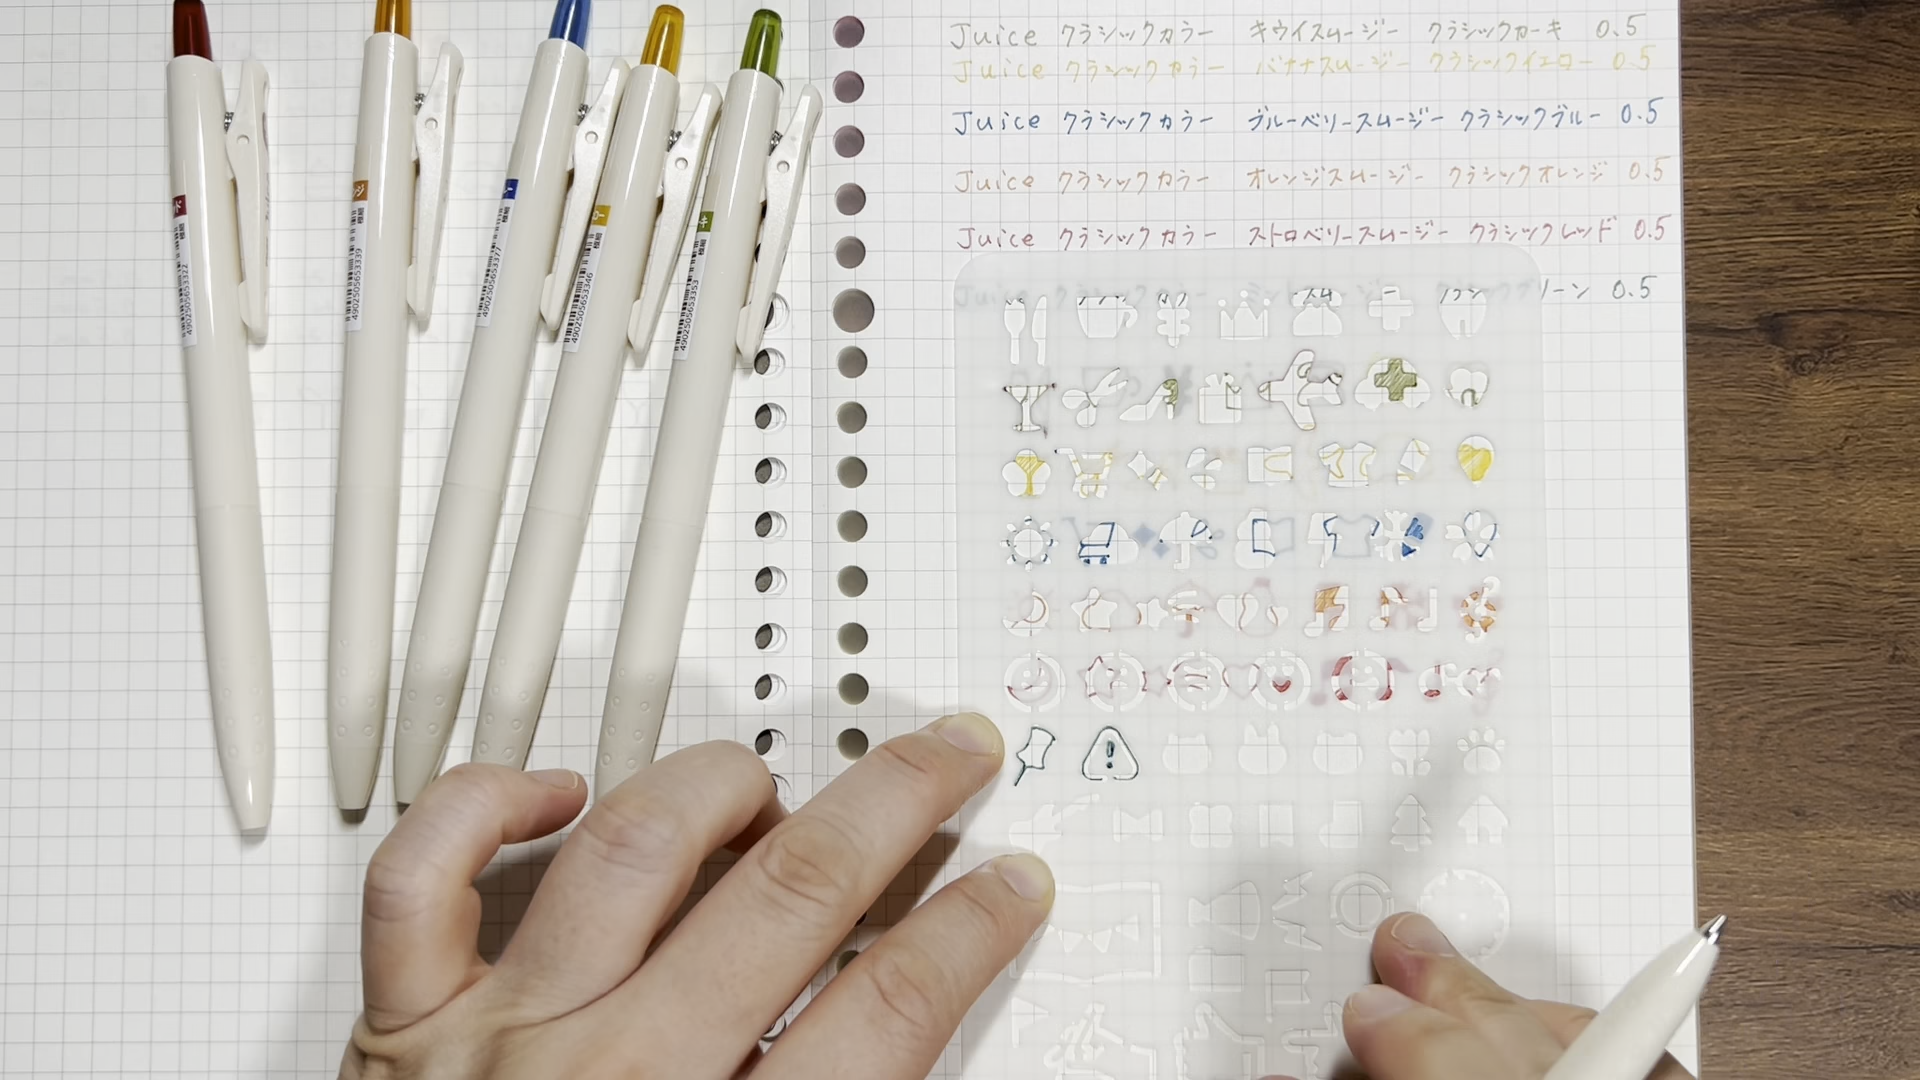 Juice クラシックカラー キウイスムージー クラシックカーキ 0.5
Juice クラシックカラー バナナスムージー クラシックイエロー 0.5
Juice クラシックカラー ブルーベリースムージー クラシックブルー 0.5
Juice クラシックカラー オレンジスムージー クラシックオレンジ 0.5
Juice クラシックカラー ストロベリースムージー クラシックレッド 0.5
リーン 0.5
4902505653353